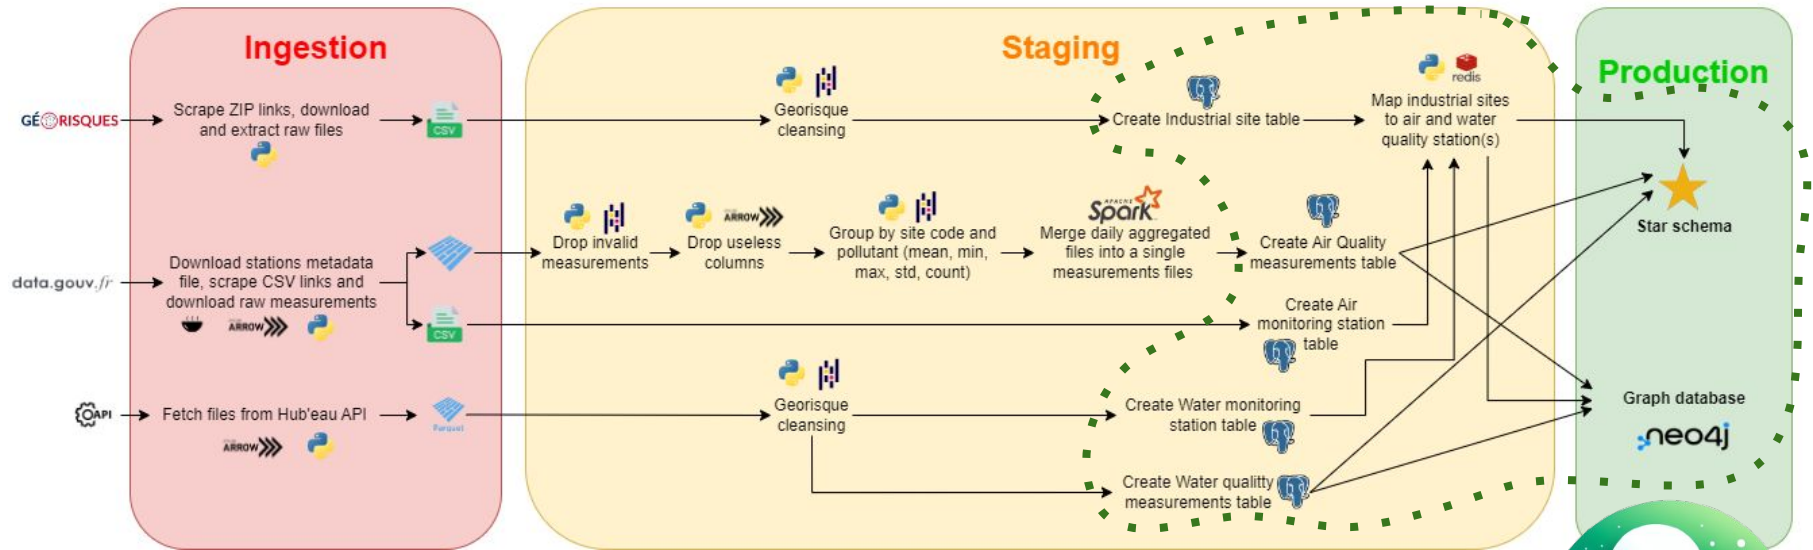 Ingestion
Staging
Production
GÉORISQUES
Scrape ZIP links, download
and extract raw files
CSV
Georisque
cleansing
Create Industrial site table
redis
Map industrial sites
to air and water
quality station(s)
Star schema
data.gouv.fr
Download stations metadata
file, scrape CSV links and
download raw measurements
ARROW
CSV
Drop invalid
measurements
ARROW
Drop useless
columns
Group by site code and
pollutant (mean, min,
max, std, count)
APACHE
Spark
Merge daily aggregated
files into a single
measurements files
Create Air Quality
measurements table
Create Air
monitoring station
table
API
Fetch files from Hub'eau API
ARROW
Parquet
Georisque
cleansing
Create Water monitoring
station table
Create Water qualitty
measurements table
Graph database
neo4j